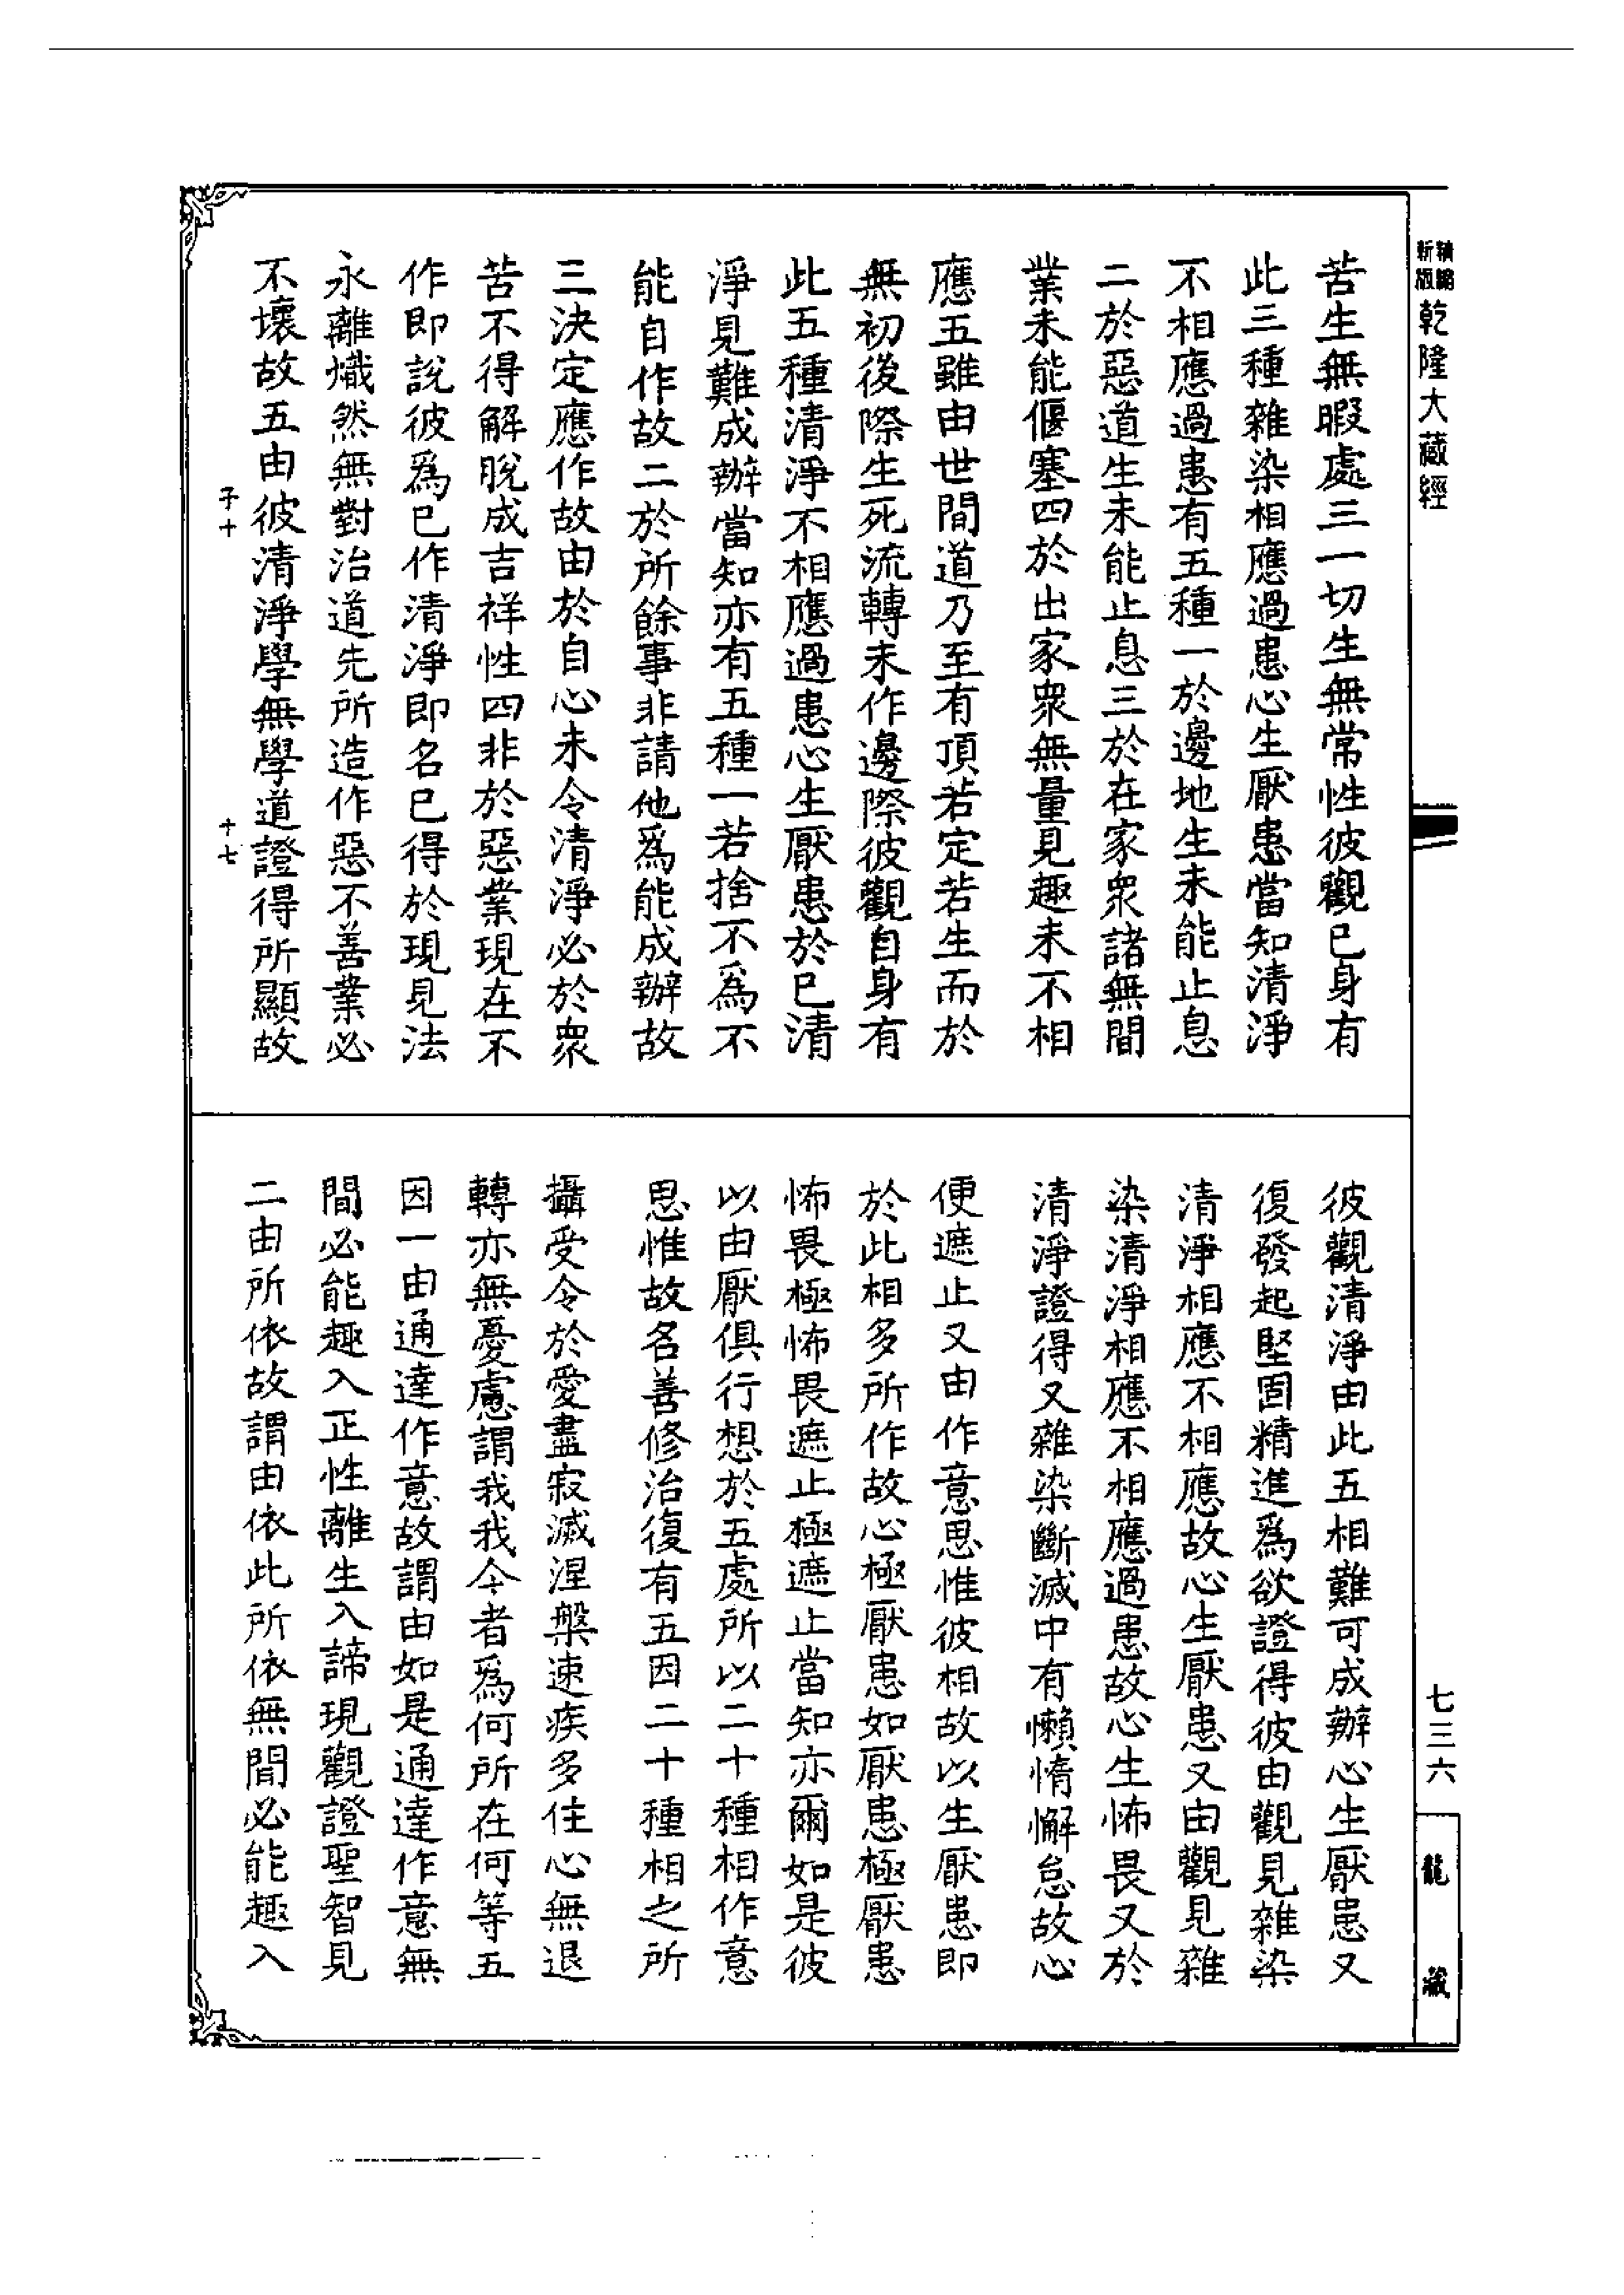 精縮
新版
乾隆大藏經
苦生無暇處三一切生無常性彼觀已身有
此三種雜染相應過患心生厭患當知清淨
不相應過患有五種一於邊地生未能止息
二於惡道生未能止息三於在家衆諸無間
業未能偃塞四於出家衆無量見趣未不相
應五雖由世間道乃至有頂若定若生而於
無初後際生死流轉未作邊際彼觀自身有
此五種清淨不相應過患心生厭患於已清
淨見難成辦當知亦有五種一若捨不爲不
能自作故二於所餘事非請他爲能成辦故
三決定應作故由於自心未令清淨必於衆
苦不得解脫成吉祥性四非於惡業現在不
作即說彼爲已作清淨即名已得於現見法
永離熾然無對治道先所造作惡不善業必
不壞故五由彼清淨學無學道證得所顯故
子十
十七
彼觀清淨由此五相難可成辦心生厭患又
復發起堅固精進爲欲證得彼由觀見雜染
清淨相應不相應故心生厭患又由觀見雜
染清淨相應不相應過患故心生怖畏又於
清淨證得又雜染斷滅中有懶惰懈怠故心
便遮止又由作意思惟彼相故以生厭患即
於此相多所作故心極厭患如厭患極厭患
怖畏極怖畏遮止極遮止當知亦爾如是彼
以由厭俱行想於五處所以二十種相作意
思惟故名善修治復有五因二十種相之所
攝受令於愛盡寂滅涅槃速疾多住心無退
轉亦無憂慮謂我我今者爲何所在何等五
因一由通達作意故謂由如是通達作意無
間必能趣入正性離生入諦現觀證聖智見
二由所依故謂由依此所依無間必能趣入
七三六
龍藏